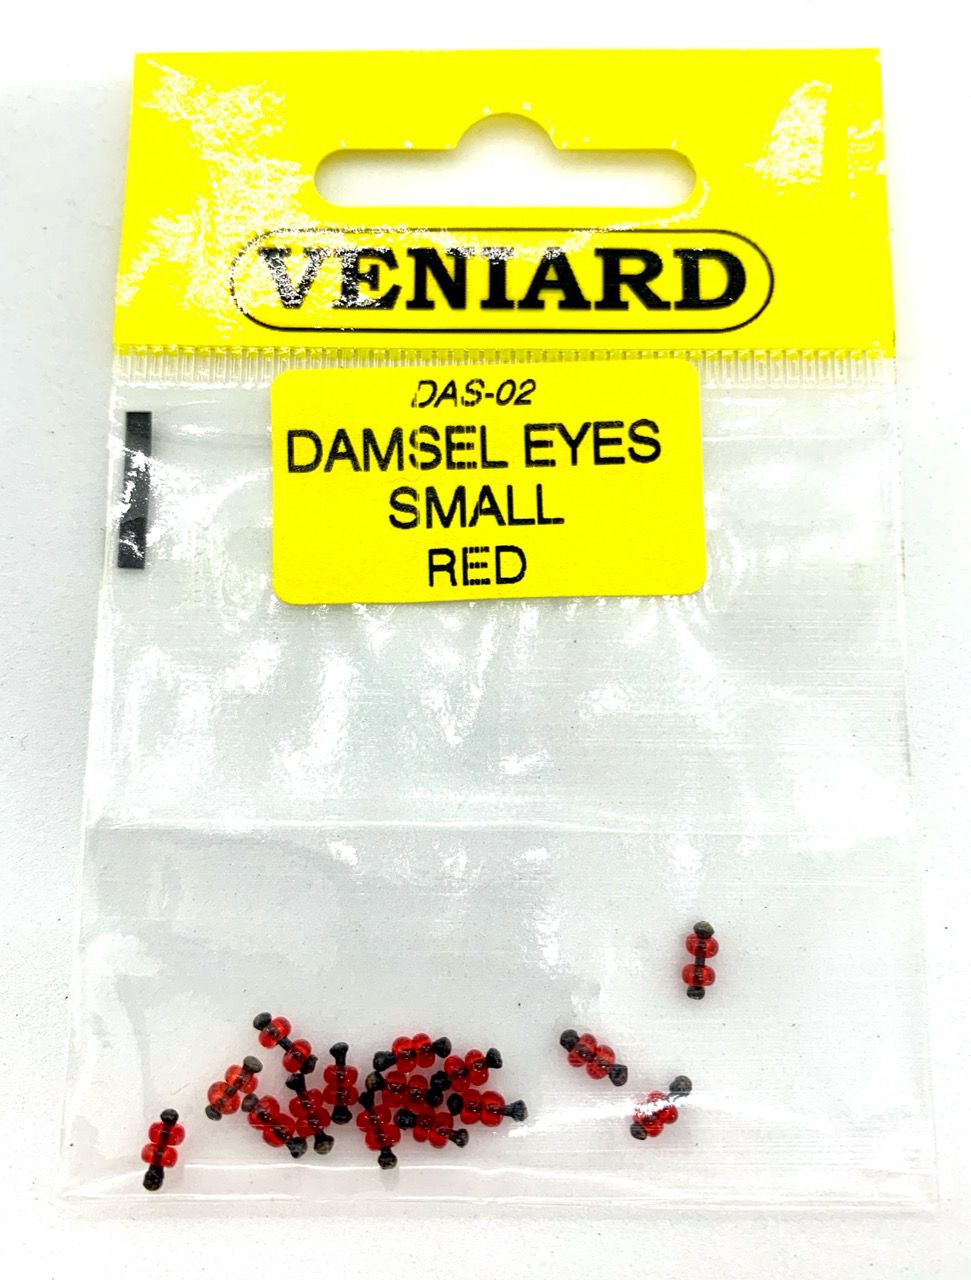 VENIARD
DAS-02
DAMSEL EYES
SMALL
RED